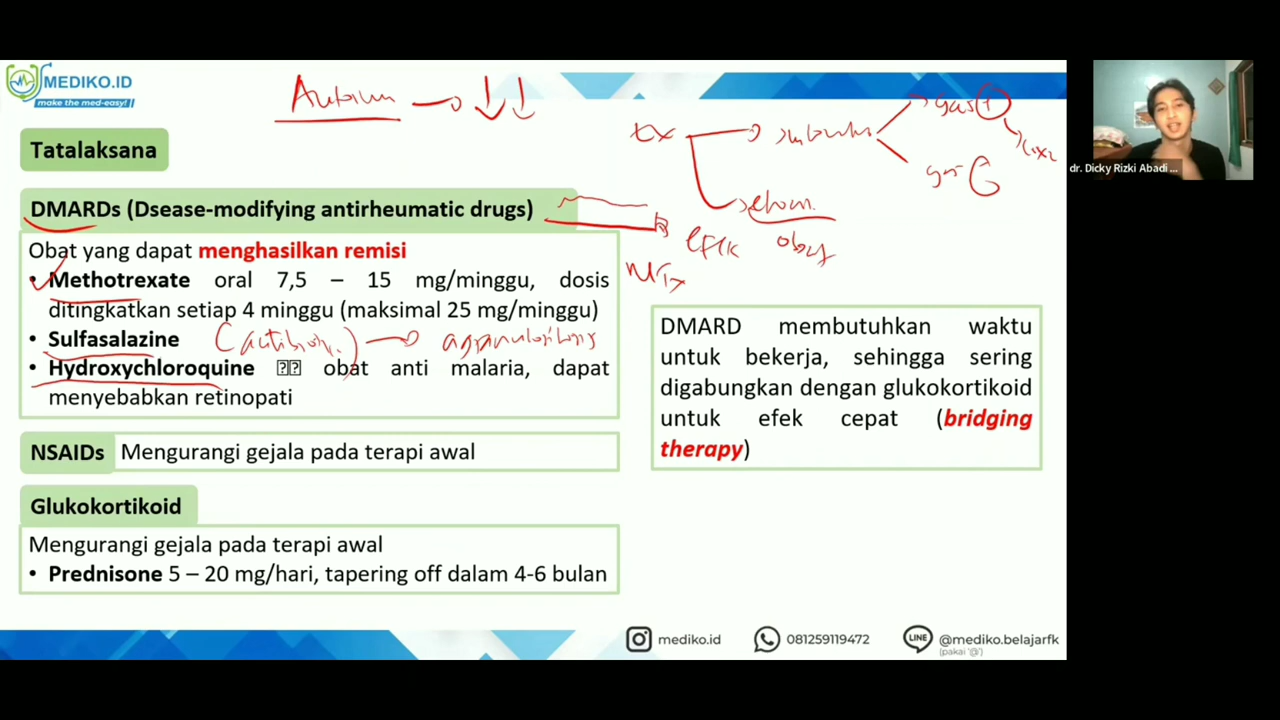 MEDIKO.ID
make the med-easy!
Autoimun
Tatalaksana
DMARDs (Dsease-modifying antirheumatic drugs)
Obat yang dapat menghasilkan remisi
• Methotrexate oral 7,5 – 15 mg/minggu, dosis
ditingkatkan setiap 4 minggu (maksimal 25 mg/minggu)
• Sulfasalazine
• Hydroxychloroquine obat anti malaria, dapat
menyebabkan retinopati
NSAIDs Mengurangi gejala pada terapi awal
Glukokortikoid
Mengurangi gejala pada terapi awal
• Prednisone 5 – 20 mg/hari, tapering off dalam 4-6 bulan
efek
obat
MTX
DMARD membutuhkan waktu
untuk bekerja, sehingga sering
digabungkan dengan glukokortikoid
untuk efek cepat (bridging
therapy)
dr. Dicky Rizki Abadi ...
mediko.id
081259119472
LINE
@mediko.belajarfk
(pakai '@')